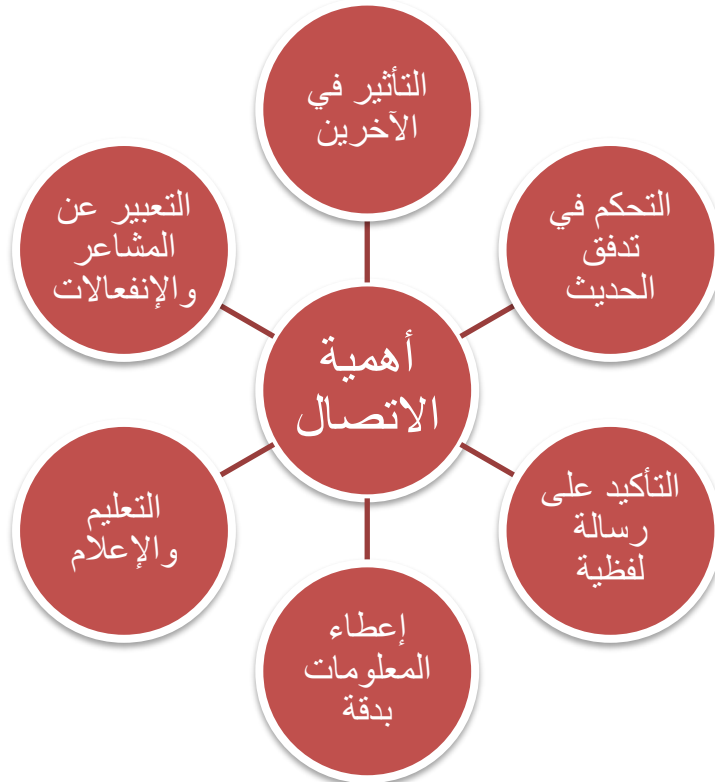 أهمية
الاتصال
التأثير في
الآخرين
التحكم في
تدفق
الحديث
التأكيد على
رسالة
لفظية
إعطاء
المعلومات
بدقة
التعليم
والإعلام
التعبير عن
المشاعر
والإنفعالات